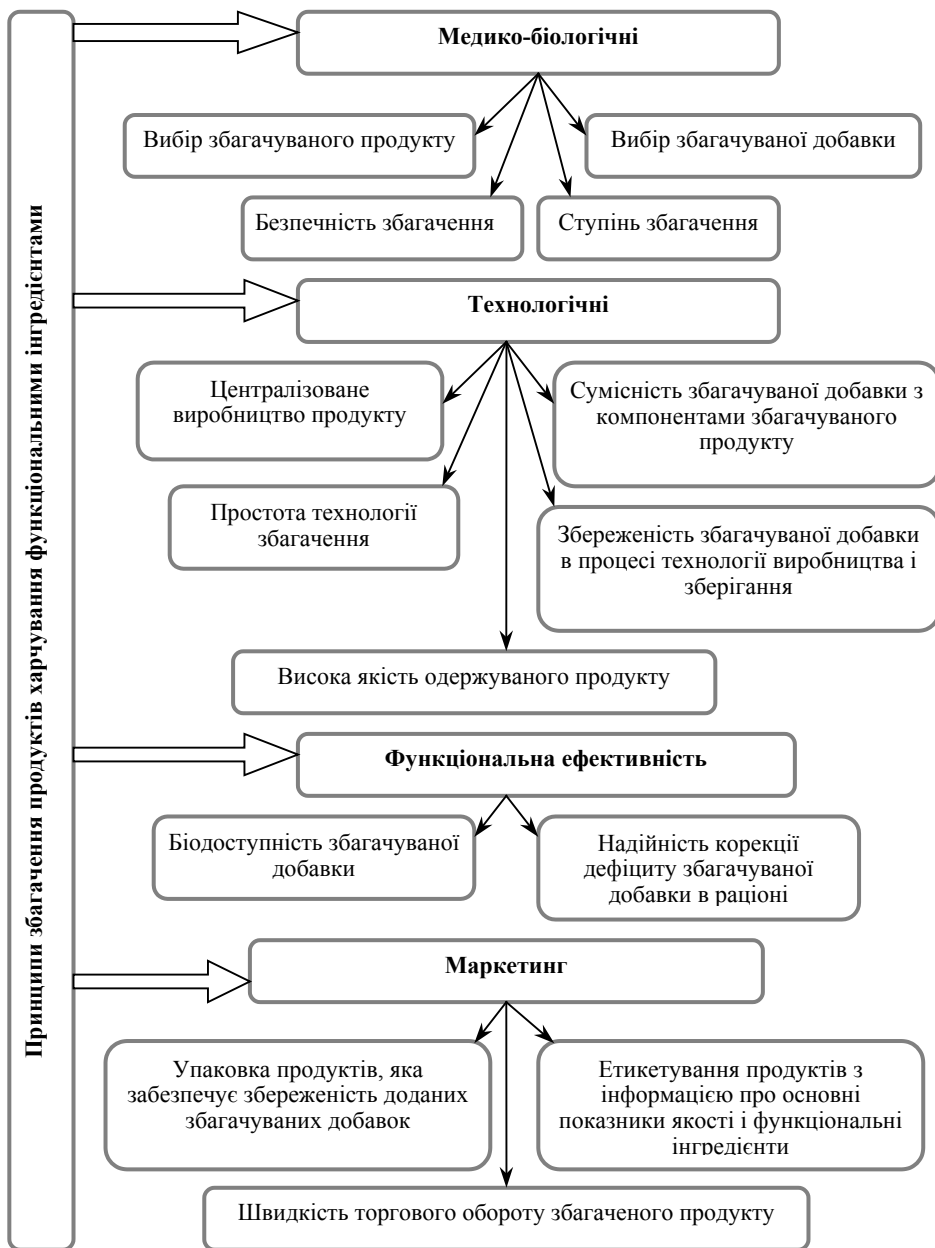 Принципи збагачення продуктів харчування функціональними інгредієнтами
Медико-біологічні
Вибір збагачуваного продукту
Вибір збагачуваної добавки
Безпечність збагачення
Ступінь збагачення
Технологічні
Централізоване
виробництво продукту
Сумісність збагачуваної добавки з
компонентами збагачуваного
продукту
Простота технології
збагачення
Збереженість збагачуваної добавки
в процесі технології виробництва і
зберігання
Висока якість одержуваного продукту
Функціональна ефективність
Біодоступність збагачуваної
добавки
Надійність корекції
дефіциту збагачуваної
добавки в раціоні
Маркетинг
Упаковка продуктів, яка
забезпечує збереженість доданих
збагачуваних добавок
Етикетування продуктів з
інформацією про основні
показники якості і функціональні
інгредієнти
Швидкість торгового обороту збагаченого продукту